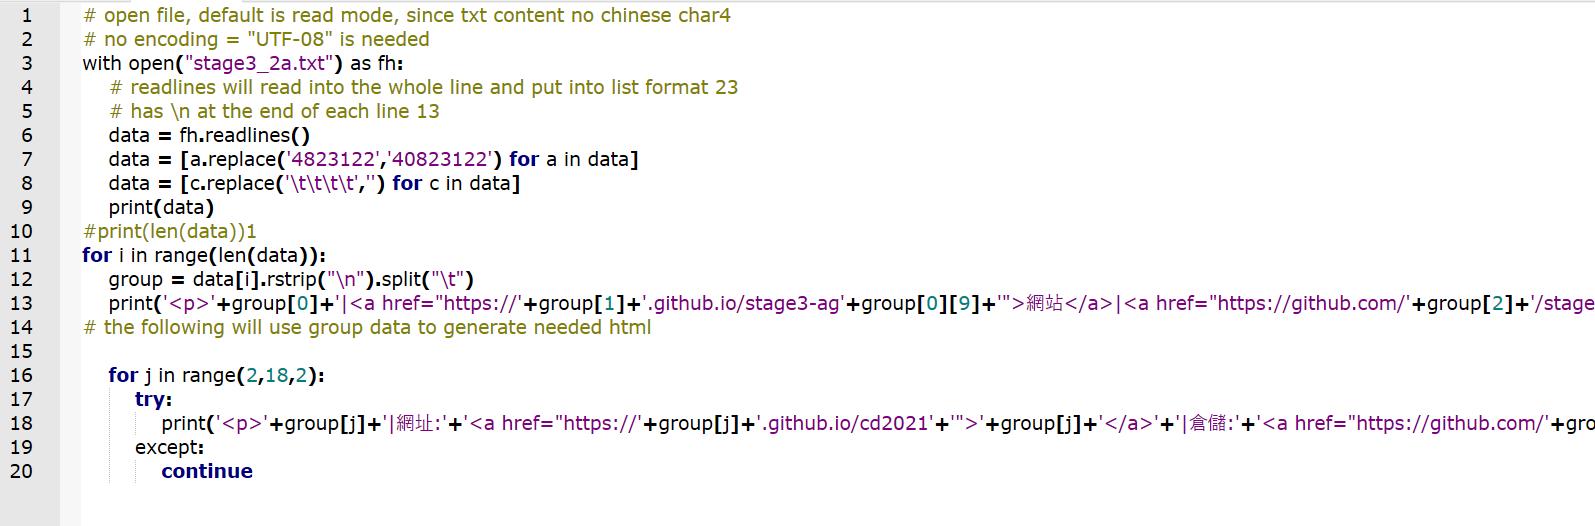 1 # open file, default is read mode, since txt content no chinese char4
2 # no encoding = "UTF-08" is needed
3 with open("stage3_2a.txt") as fh:
4 # readlines will read into the whole line and put into list format 23
5 # has \n at the end of each line 13
6 data = fh.readlines()
7 data = [a.replace('4823122','40823122') for a in data]
8 data = [c.replace('\t\t\t\t','') for c in data]
9 print(data)
10 #print(len(data))1
11 for i in range(len(data)):
12 group = data[i].rstrip("\n").split("\t")
13 print('<p>'+group[0]+'|<a href="https://'+group[1]+'.github.io/stage3-ag'+group[0][9]+'">網站</a>|<a href="https://github.com/'+group[2]+'/stage
14 # the following will use group data to generate needed html
15
16 for j in range(2,18,2):
17 try:
18 print('<p>'+group[j]+'|網址:'+'<a href="https://'+group[j]+'.github.io/cd2021'+'">'+group[j]+'</a>'+'|倉儲:'+'<a href="https://github.com/'+gro
19 except:
20 continue